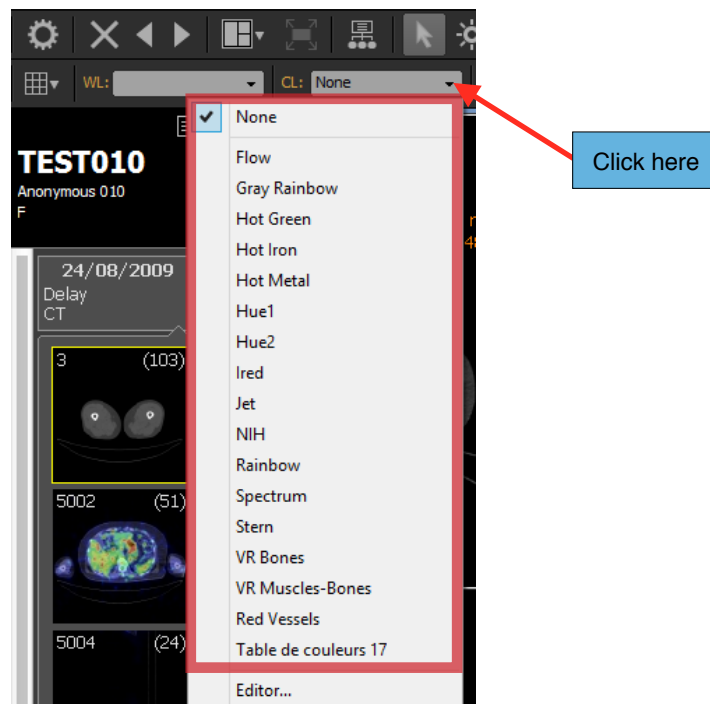 WL:
CL: None
Click here
TEST010
Anonymous 010
F
24/08/2009
Delay
CT
3 (103)
5002 (51)
5004 (24)
None
Flow
Gray Rainbow
Hot Green
Hot Iron
Hot Metal
Hue1
Hue2
Ired
Jet
NIH
Rainbow
Spectrum
Stern
VR Bones
VR Muscles-Bones
Red Vessels
Table de couleurs 17
Editor...